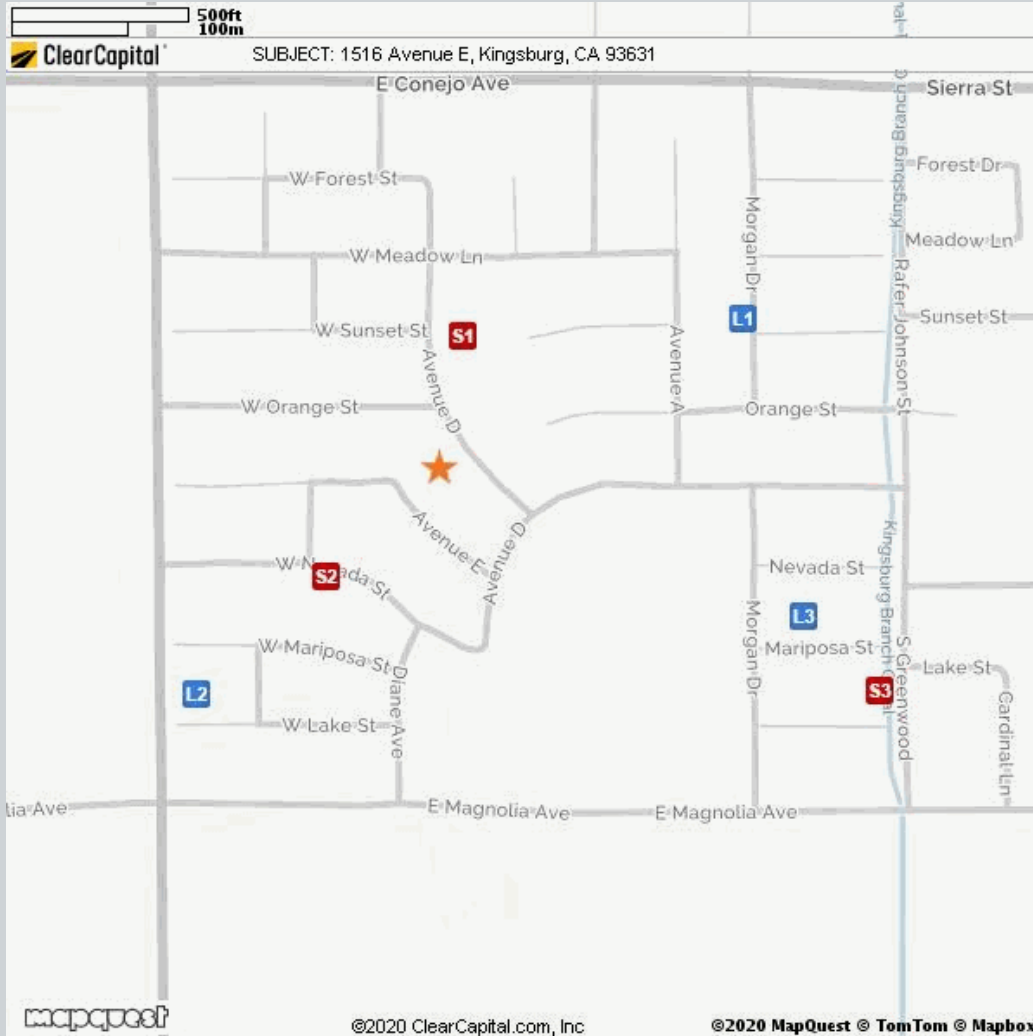 500ft
100m
ClearCapital
SUBJECT: 1516 Avenue E, Kingsburg, CA 93631
E Conejo Ave
Sierra St
W Forest St
Forest Dr
Kingsburg Branch C
Morgan Dr
Meadow Ln
W Meadow Ln
Rafer Johnson St
L1
Sunset St
W Sunset St
S1
Avenue D
Avenue A
W Orange St
Orange St
Avenue E
Avenue D
Kingsburg Branch Canal
W Nevada St
S2
Nevada St
L3
Morgan Dr
W Mariposa St
Mariposa St
S Greenwood
Lake St
Diane Ave
L2
S3
Cardinal Ln
W Lake St
lia Ave
E Magnolia Ave
E Magnolia Ave
mapquest
©2020 ClearCapital.com, Inc
©2020 MapQuest © TomTom © Mapbox